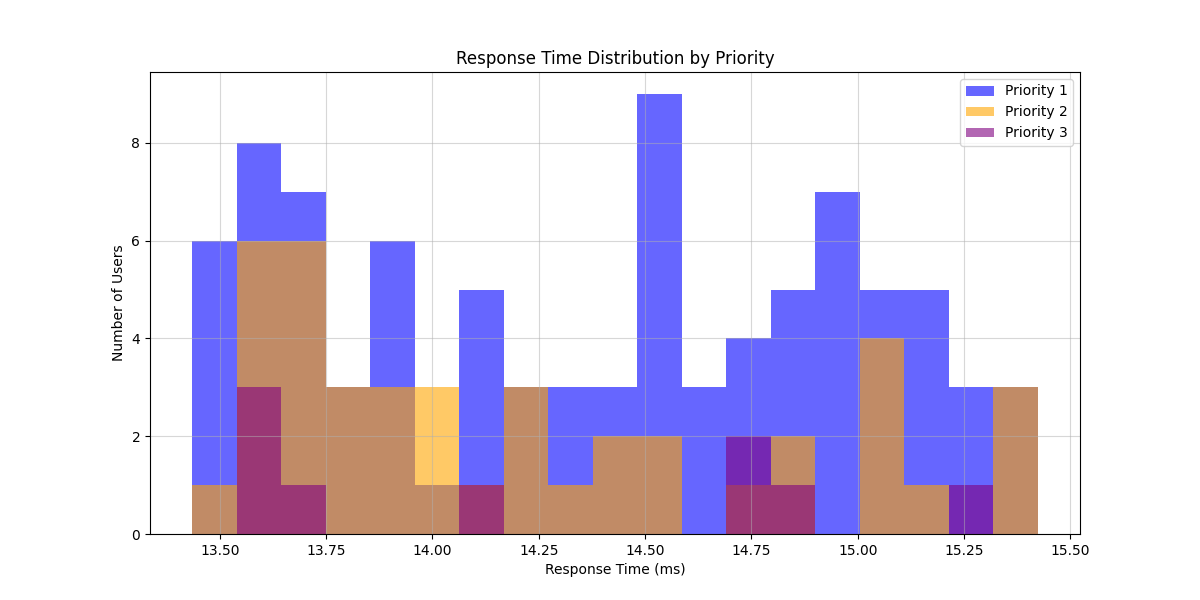 Response Time Distribution by Priority
Priority 1
Priority 2
Priority 3
Number of Users
8
6
4
2
0
13.50 13.75 14.00 14.25 14.50 14.75 15.00 15.25 15.50
Response Time (ms)